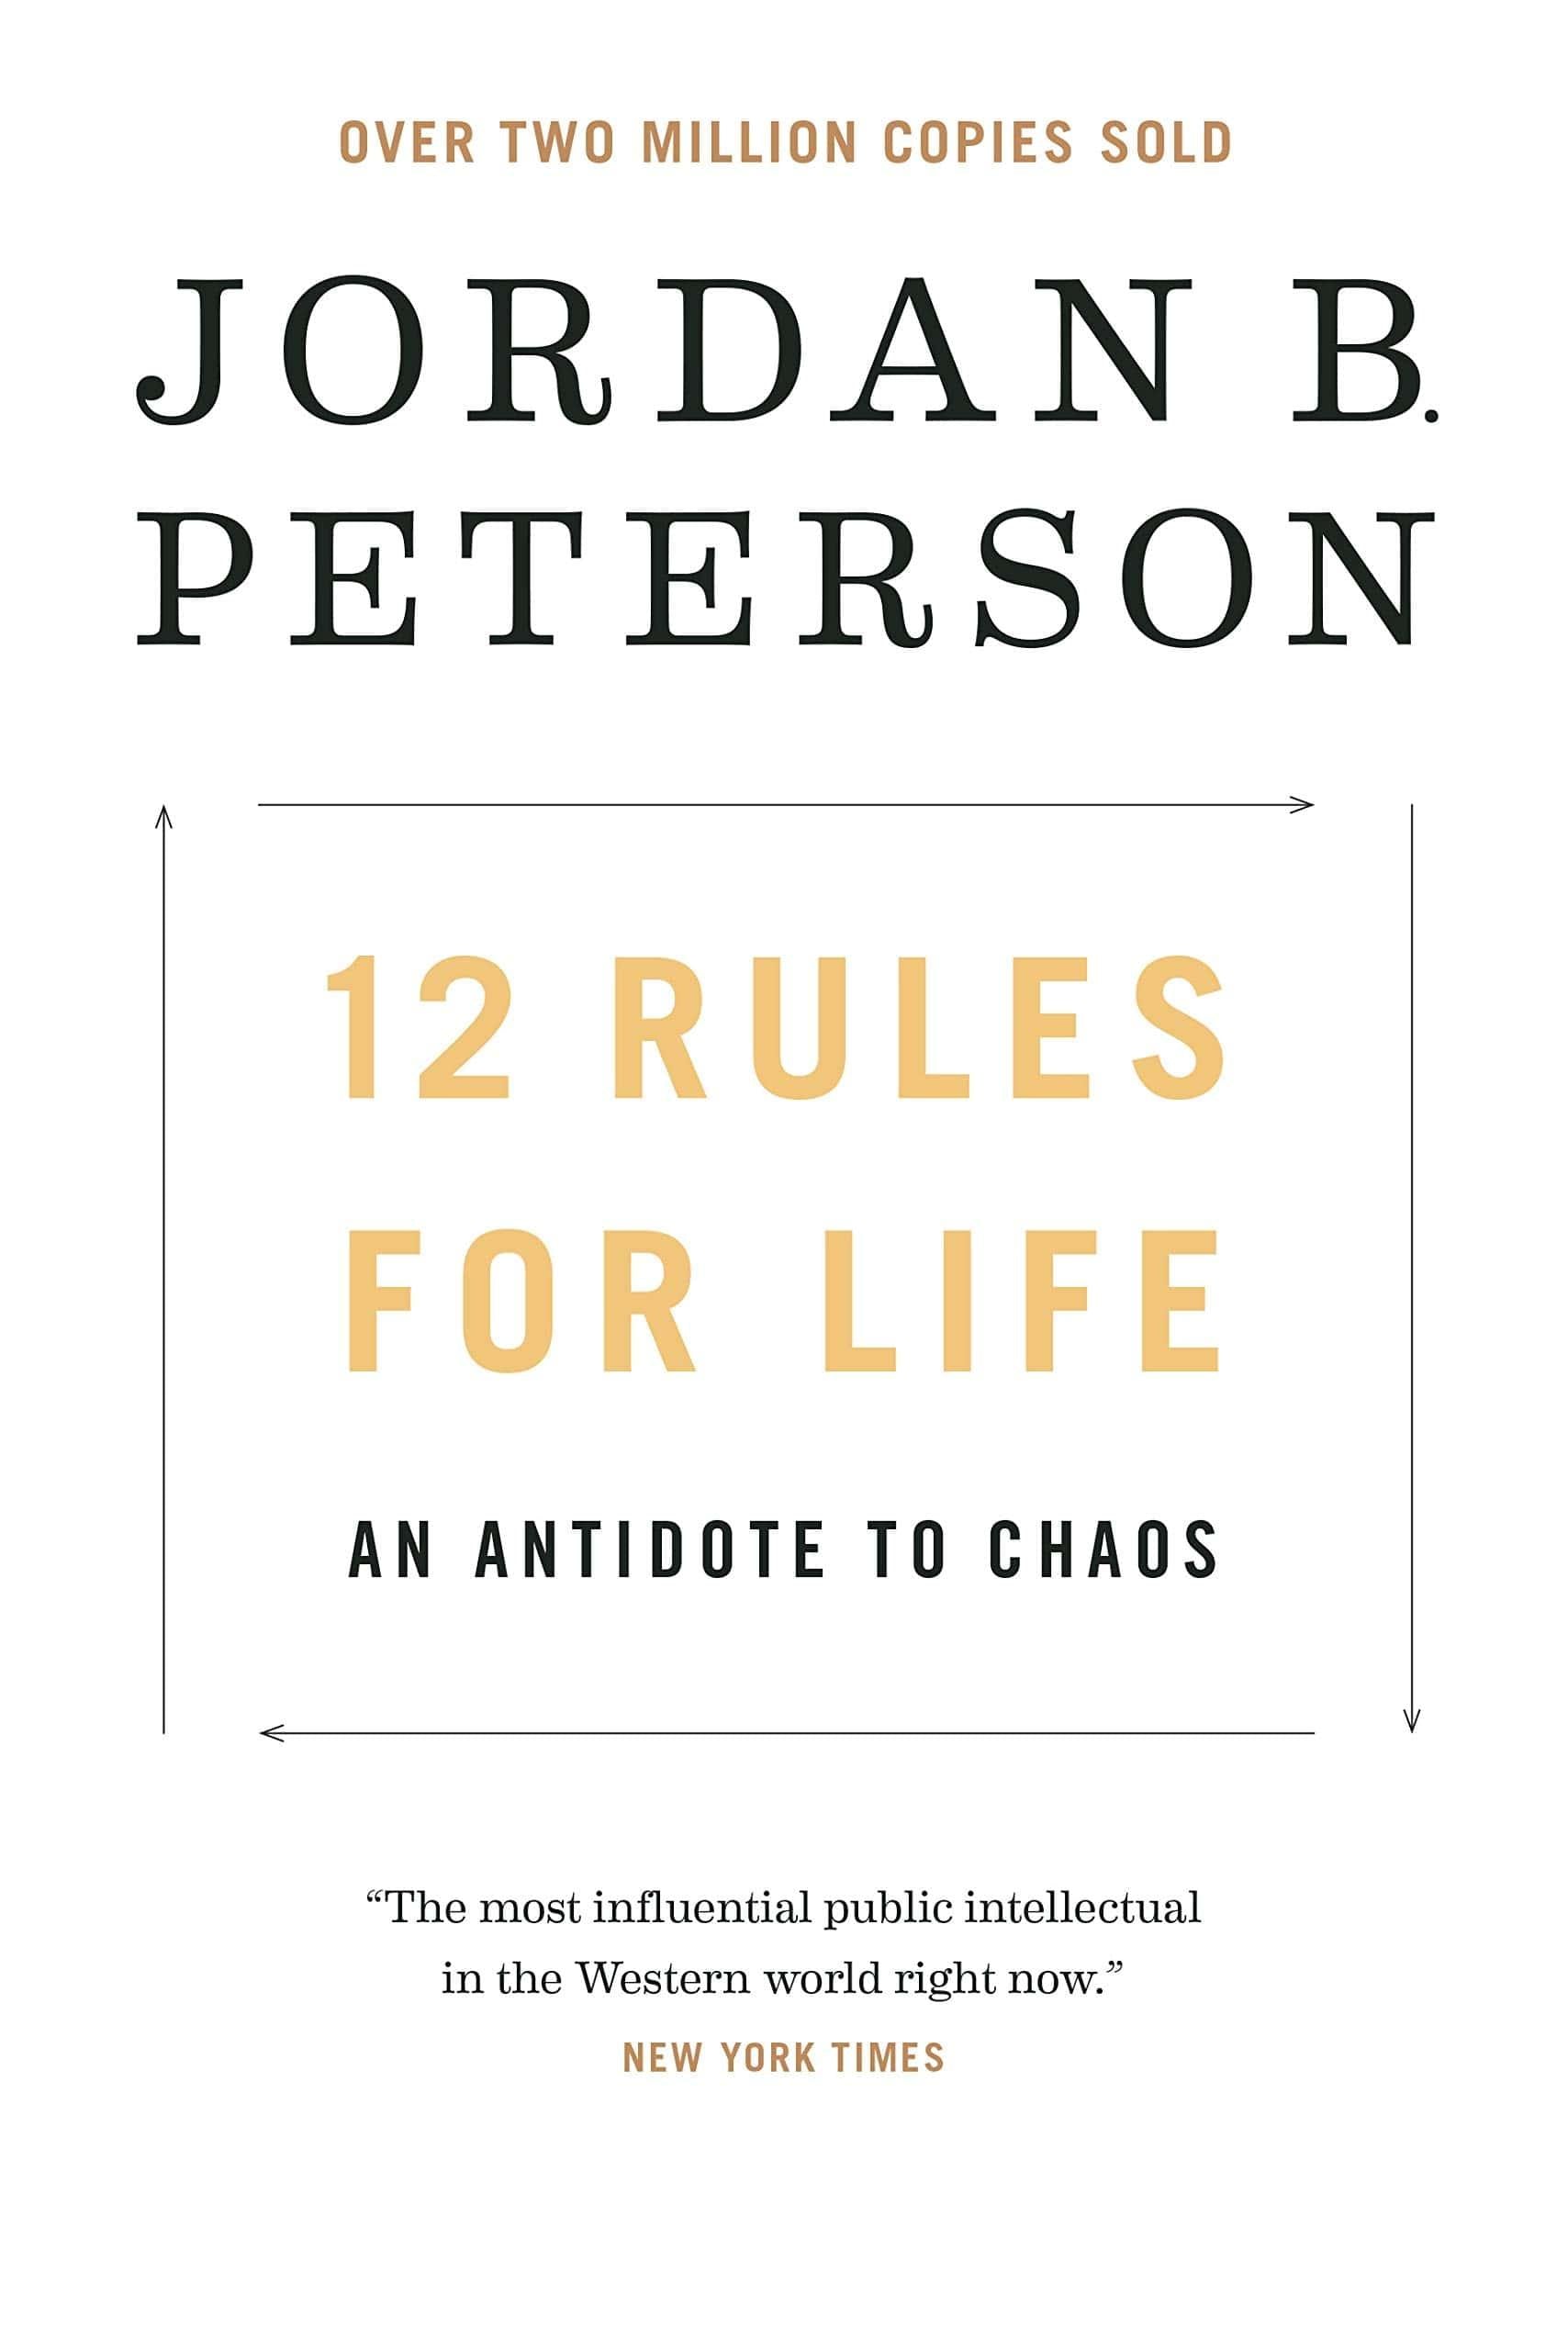 OVER TWO MILLION COPIES SOLD
JORDAN B.
PETERSON
12 RULES
FOR LIFE
AN ANTIDOTE TO CHAOS
“The most influential public intellectual
in the Western world right now.”
NEW YORK TIMES